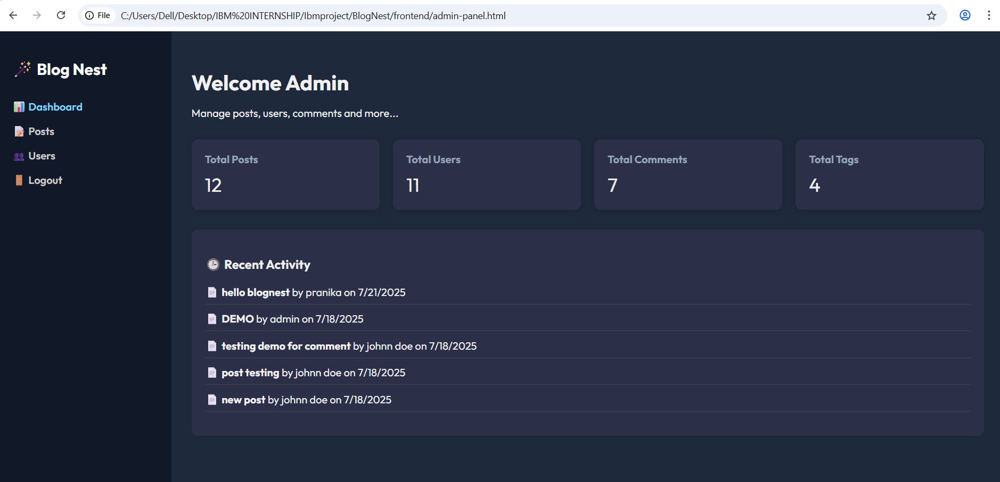 File C:/Users/Dell/Desktop/IBM%20INTERNSHIP/Ibmproject/BlogNest/frontend/admin-panel.html
Blog Nest
Dashboard
Posts
Users
Logout
Welcome Admin
Manage posts, users, comments and more...
Total Posts
12
Total Users
11
Total Comments
7
Total Tags
4
Recent Activity
hello blognest by pranika on 7/21/2025
DEMO by admin on 7/18/2025
testing demo for comment by johnn doe on 7/18/2025
post testing by johnn doe on 7/18/2025
new post by johnn doe on 7/18/2025